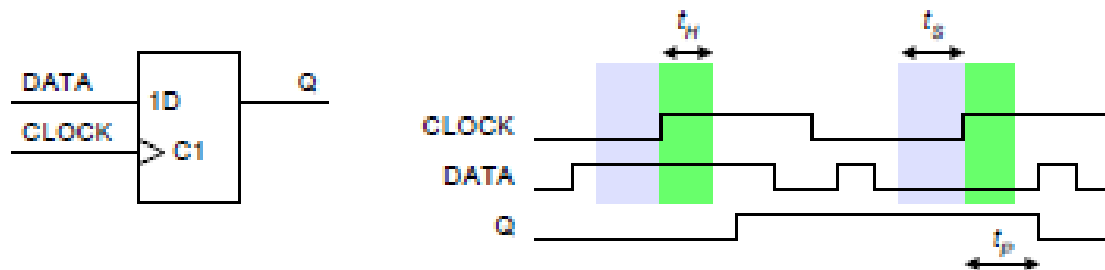 DATA
1D
Q
CLOCK
C1
t_H
t_S
CLOCK
DATA
Q
t_P